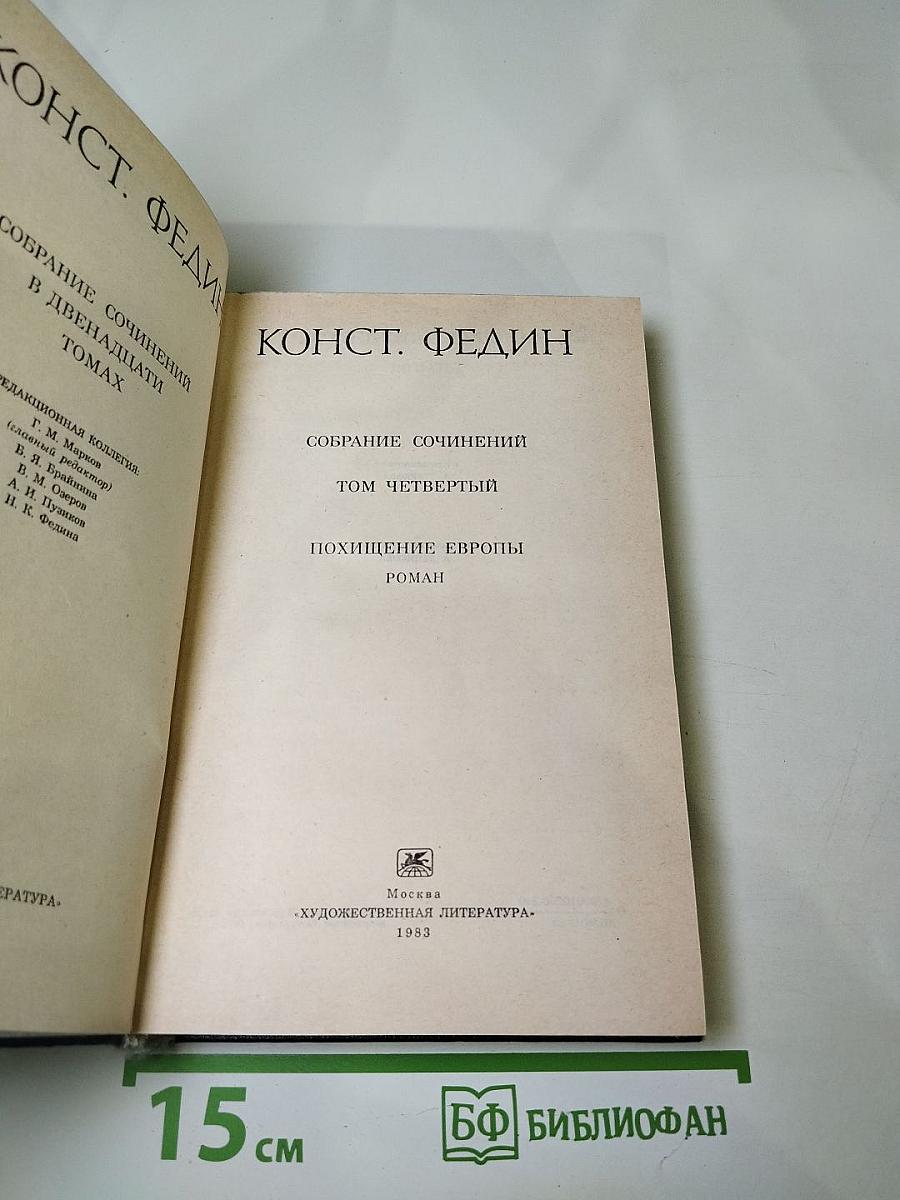 КОНСТ. ФЕДИН
СОБРАНИЕ СОЧИНЕНИЙ
В ДВЕНАДЦАТИ
ТОМАХ
РЕДАКЦИОННАЯ КОЛЛЕГИЯ:
Г. М. Марков
(главный редактор)
Б. Я. Брайнина
В. М. Озеров
А. И. Пузиков
Н. К. Федина
КОНСТ. ФЕДИН
СОБРАНИЕ СОЧИНЕНИЙ
ТОМ ЧЕТВЕРТЫЙ
ПОХИЩЕНИЕ ЕВРОПЫ
РОМАН
Москва
«ХУДОЖЕСТВЕННАЯ ЛИТЕРАТУРА»
1983
15 см
БФ БИБЛИОФАН